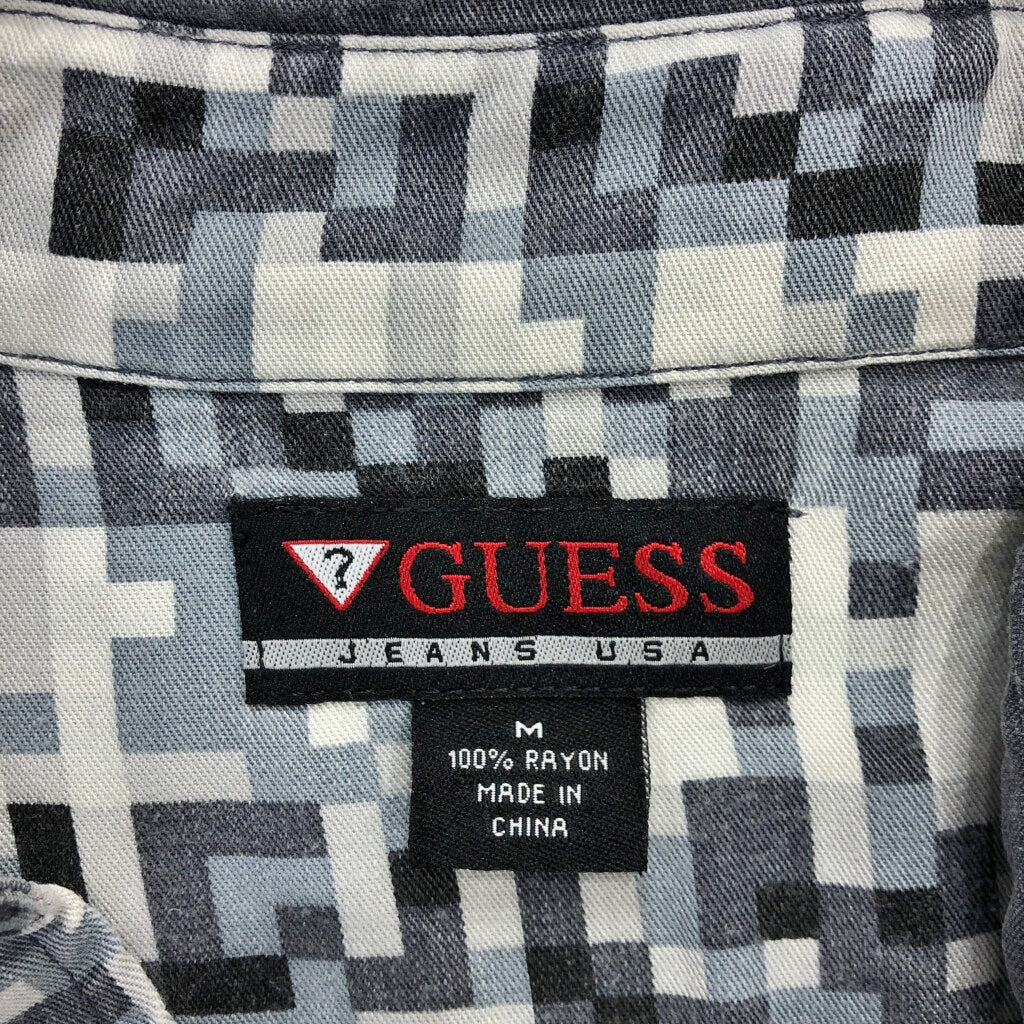 ? GUESS
JEANS USA
M
100% RAYON
MADE IN
CHINA